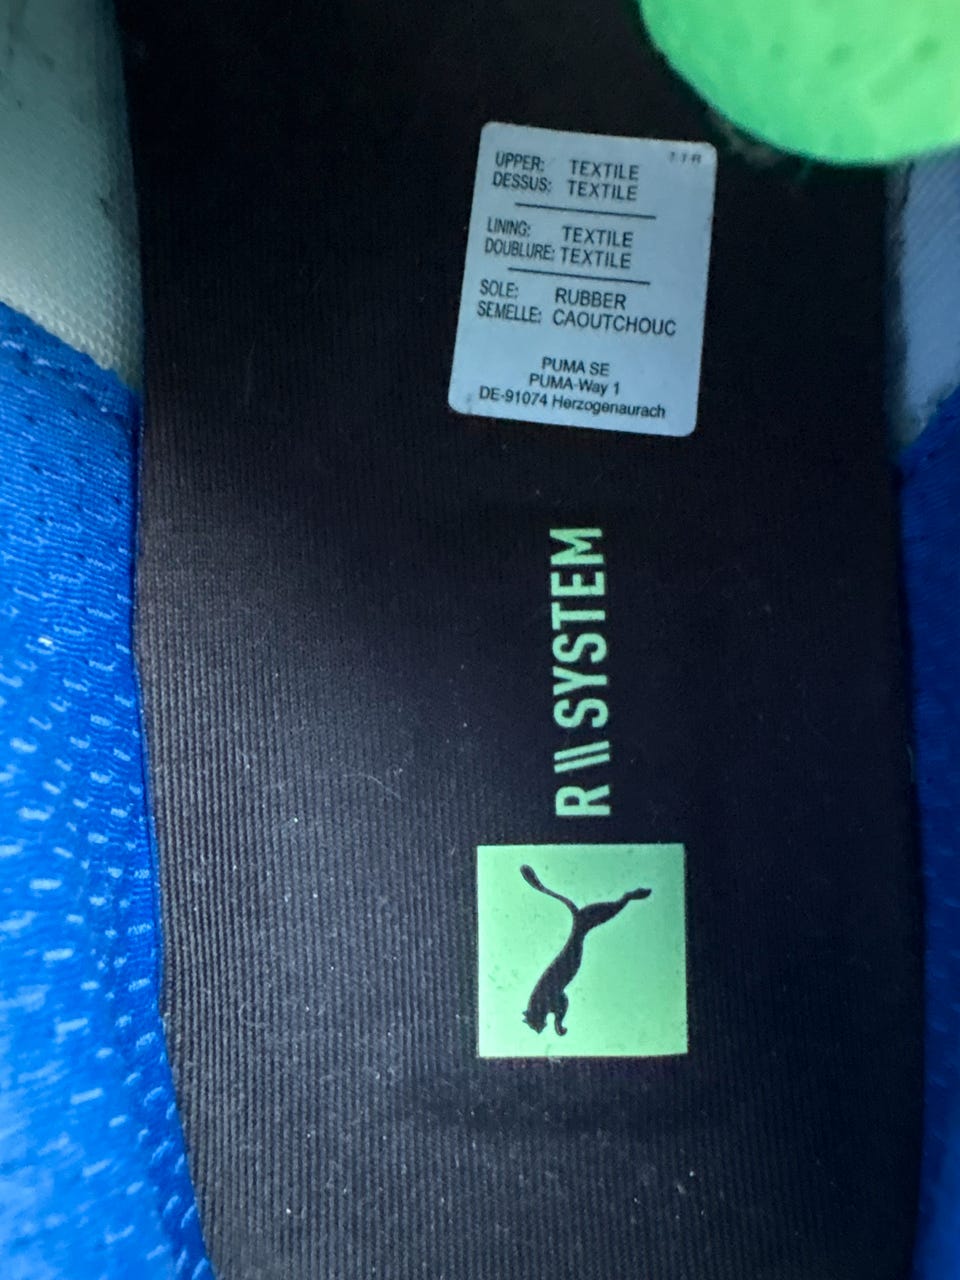 UPPER: TEXTILE
DESSUS: TEXTILE
LINING: TEXTILE
DOUBLURE: TEXTILE
SOLE: RUBBER
SEMELLE: CAOUTCHOUC
PUMA SE
PUMA-Way 1
DE-91074 Herzogenaurach
R\\\SYSTEM